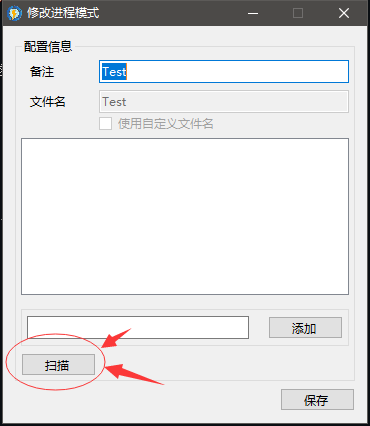 修改进程模式
配置信息
备注 Test
文件名 Test
使用自定义文件名
添加
扫描
保存